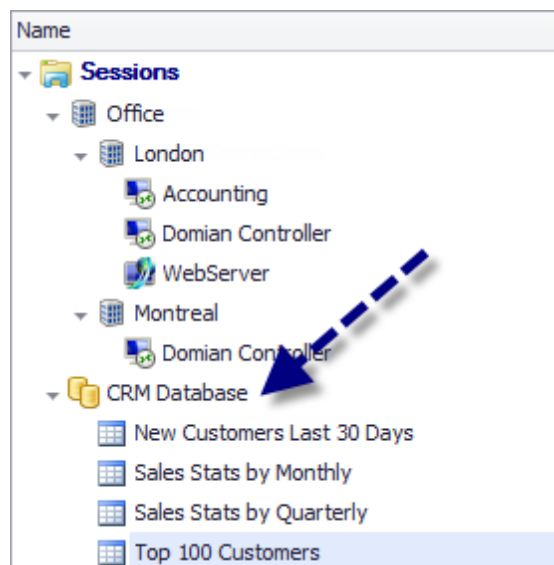 Name
Sessions
Office
London
Accounting
Domian Controller
WebServer
Montreal
Domian Controller
CRM Database
New Customers Last 30 Days
Sales Stats by Monthly
Sales Stats by Quarterly
Top 100 Customers